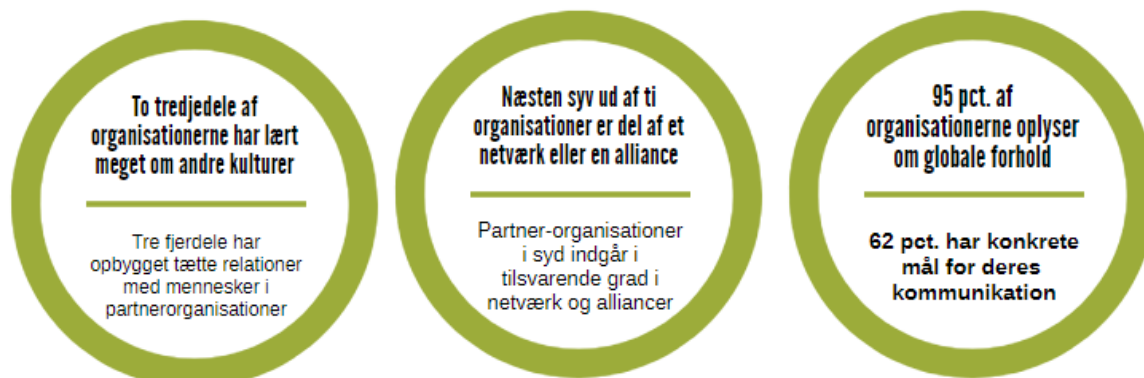 To tredjedele af
organisationerne har lært
meget om andre kulturer
Tre fjerdele har
opbygget tætte relationer
med mennesker i
partnerorganisationer
Næsten syv ud af ti
organisationer er del af et
netværk eller en alliance
Partner-organisationer
i syd indgår i
tilsvarende grad i
netværk og alliancer
95 pct. af
organisationerne oplyser
om globale forhold
62 pct. har konkrete
mål for deres
kommunikation